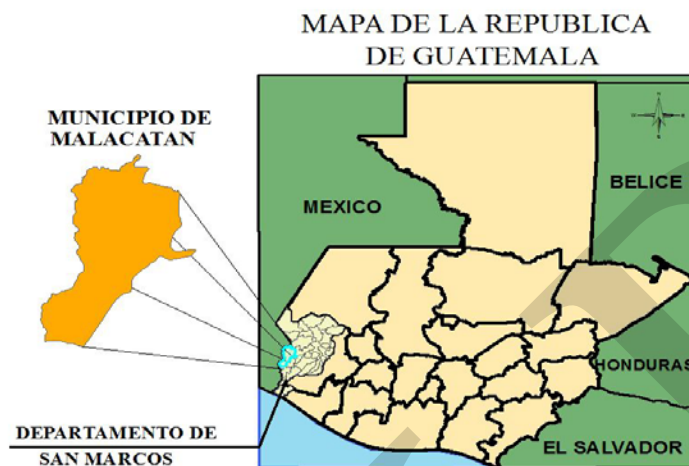 MAPA DE LA REPUBLICA
DE GUATEMALA
MUNICIPIO DE
MALACATAN
MEXICO
BELICE
HONDURAS
EL SALVADOR
DEPARTAMENTO DE
SAN MARCOS